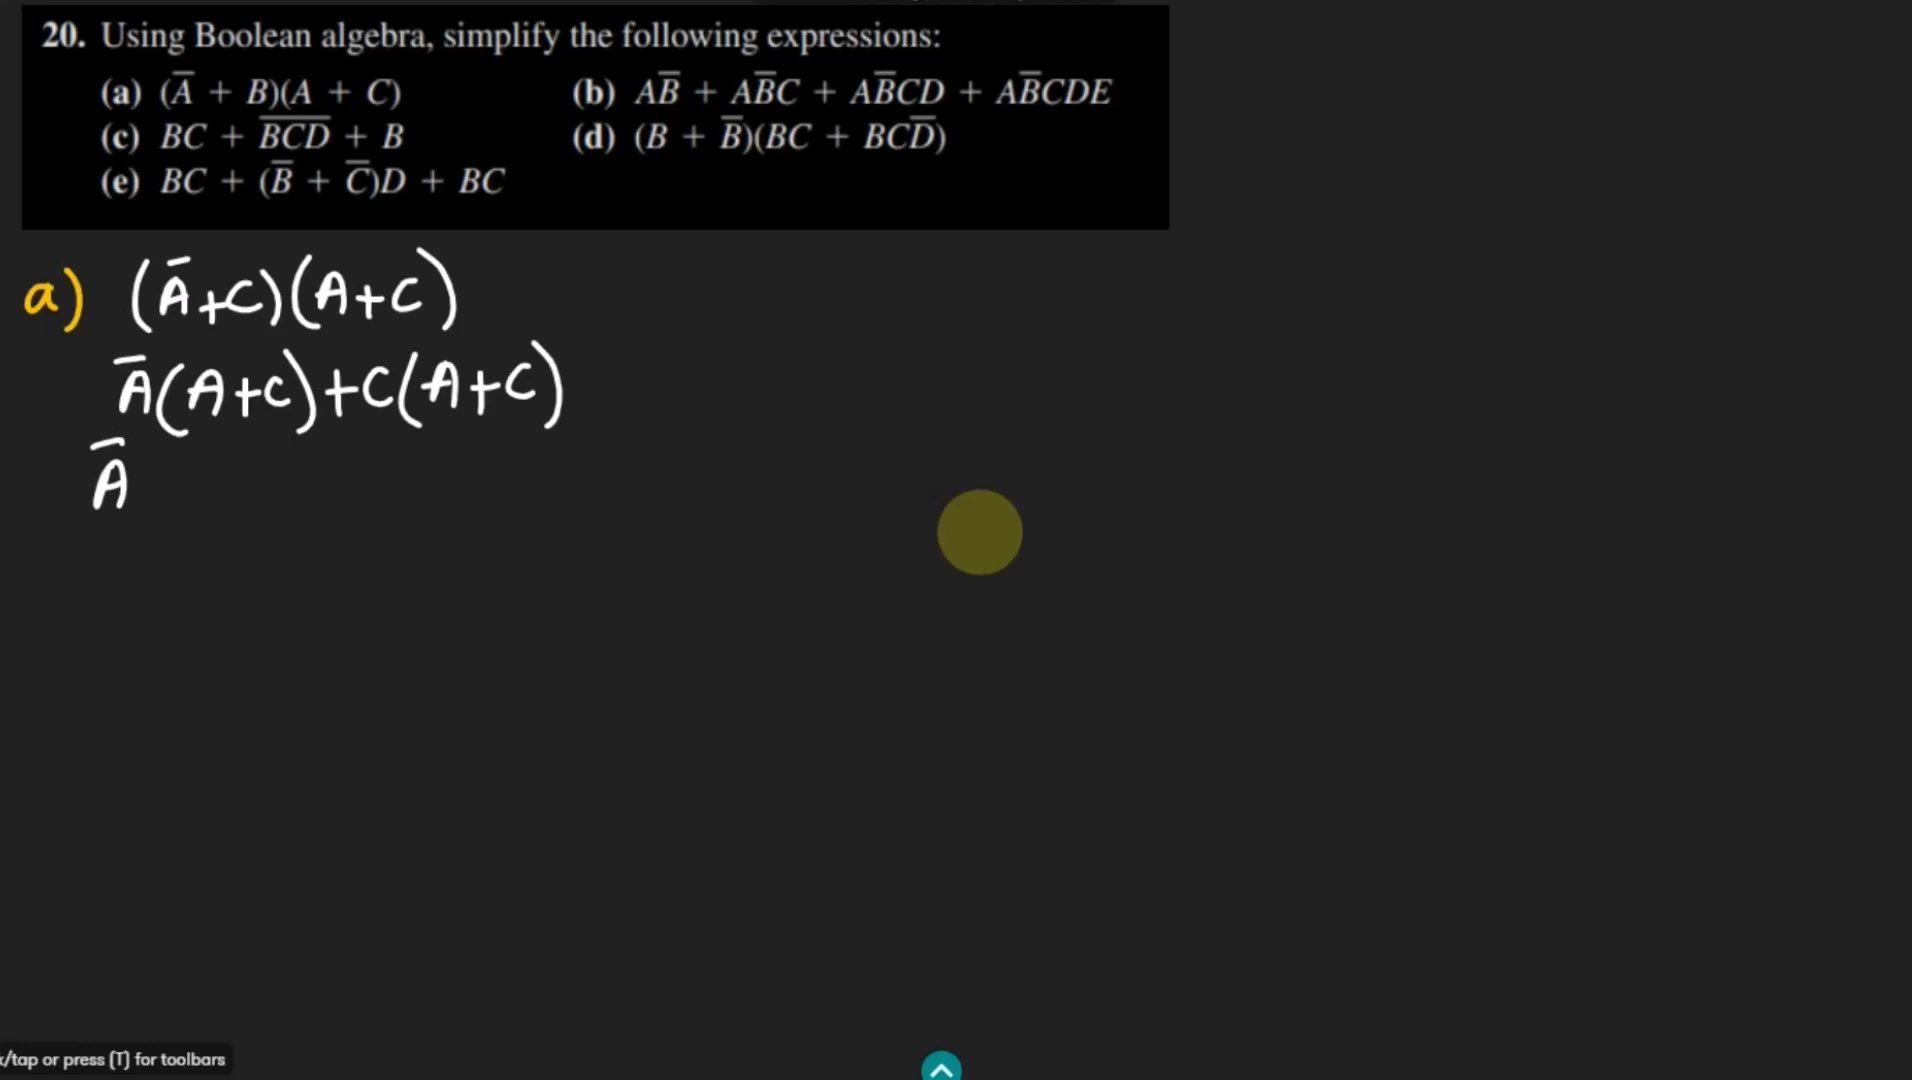 20. Using Boolean algebra, simplify the following expressions:
(a) (A̅ + B)(A + C) (b) AB̅ + AB̅C + AB̅CD + AB̅CDE
(c) BC + B̅C̅D̅ + B (d) (B + B̅)(BC + BCD̅)
(e) BC + (B̅ + C̅)D + BC
a) (A̅+C)(A+C)
A̅(A+C)+C(A+C)
A̅
/tap or press (T) for toolbars